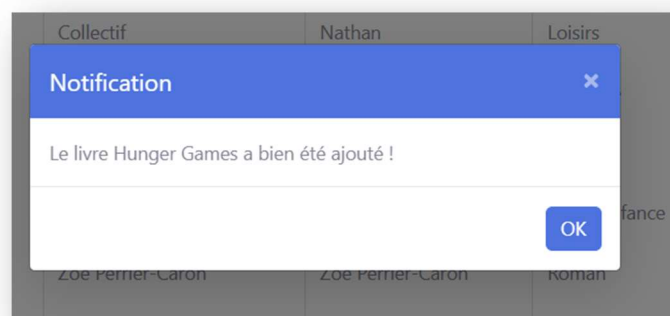 Collectif Nathan Loisirs
Notification ×
Le livre Hunger Games a bien été ajouté !
fance
OK
Zoé Perrier-Caron Zoé Perrier-Caron Roman